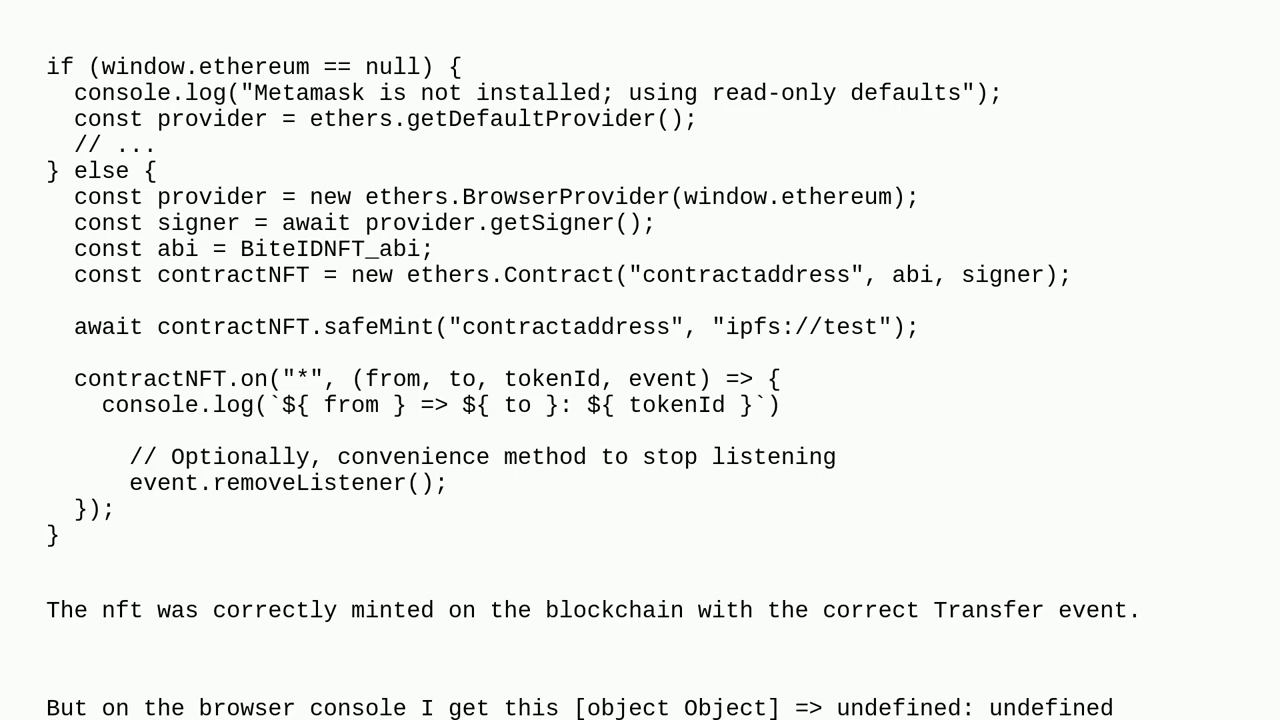 if (window.ethereum == null) {
  console.log("Metamask is not installed; using read-only defaults");
  const provider = ethers.getDefaultProvider();
  // ...
} else {
  const provider = new ethers.BrowserProvider(window.ethereum);
  const signer = await provider.getSigner();
  const abi = BiteIDNFT_abi;
  const contractNFT = new ethers.Contract("contractaddress", abi, signer);

  await contractNFT.safeMint("contractaddress", "ipfs://test");

  contractNFT.on("*", (from, to, tokenId, event) => {
    console.log(`${ from } => ${ to }: ${ tokenId }`)

      // Optionally, convenience method to stop listening
      event.removeListener();
  });
}

The nft was correctly minted on the blockchain with the correct Transfer event.

But on the browser console I get this [object Object] => undefined: undefined